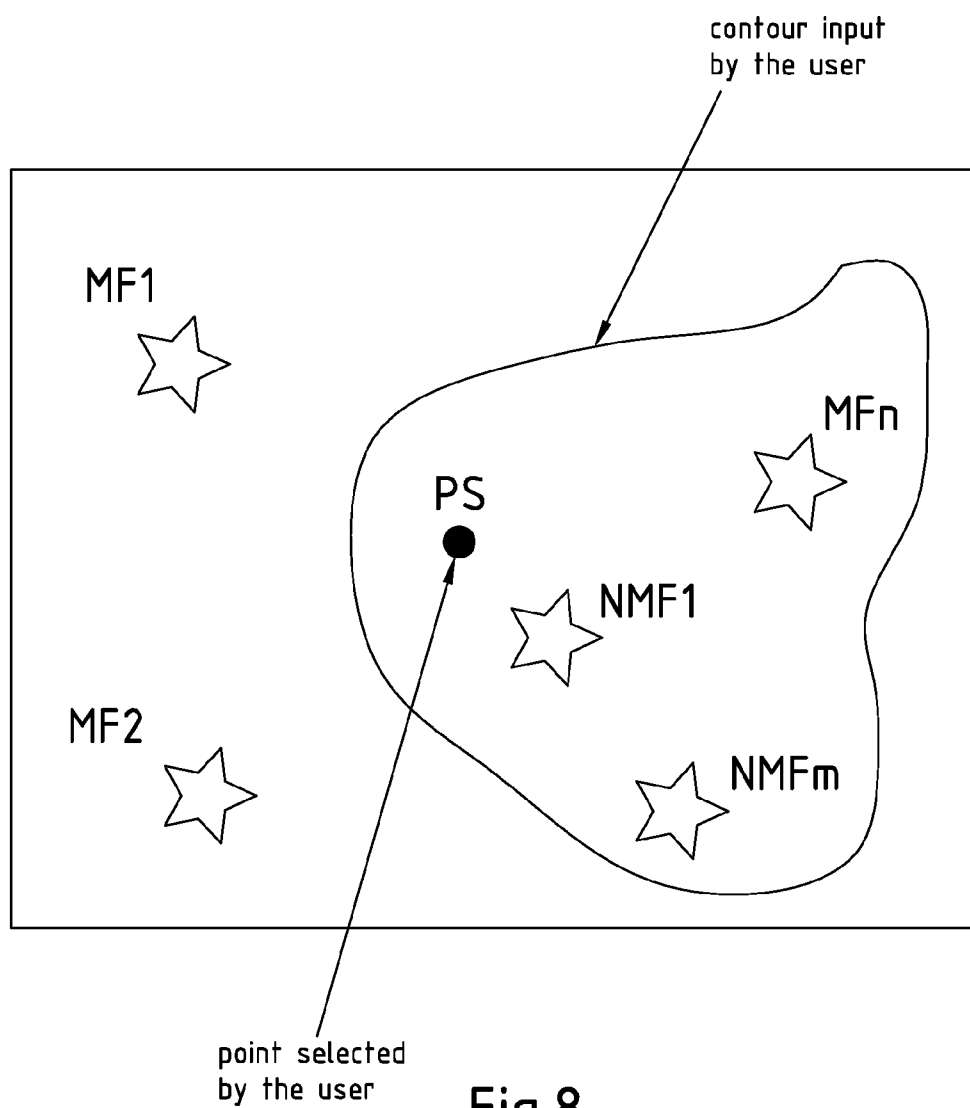 contour input
by the user
MF1
MFn
PS
NMF1
MF2
NMFm
point selected
by the user
Fig.8